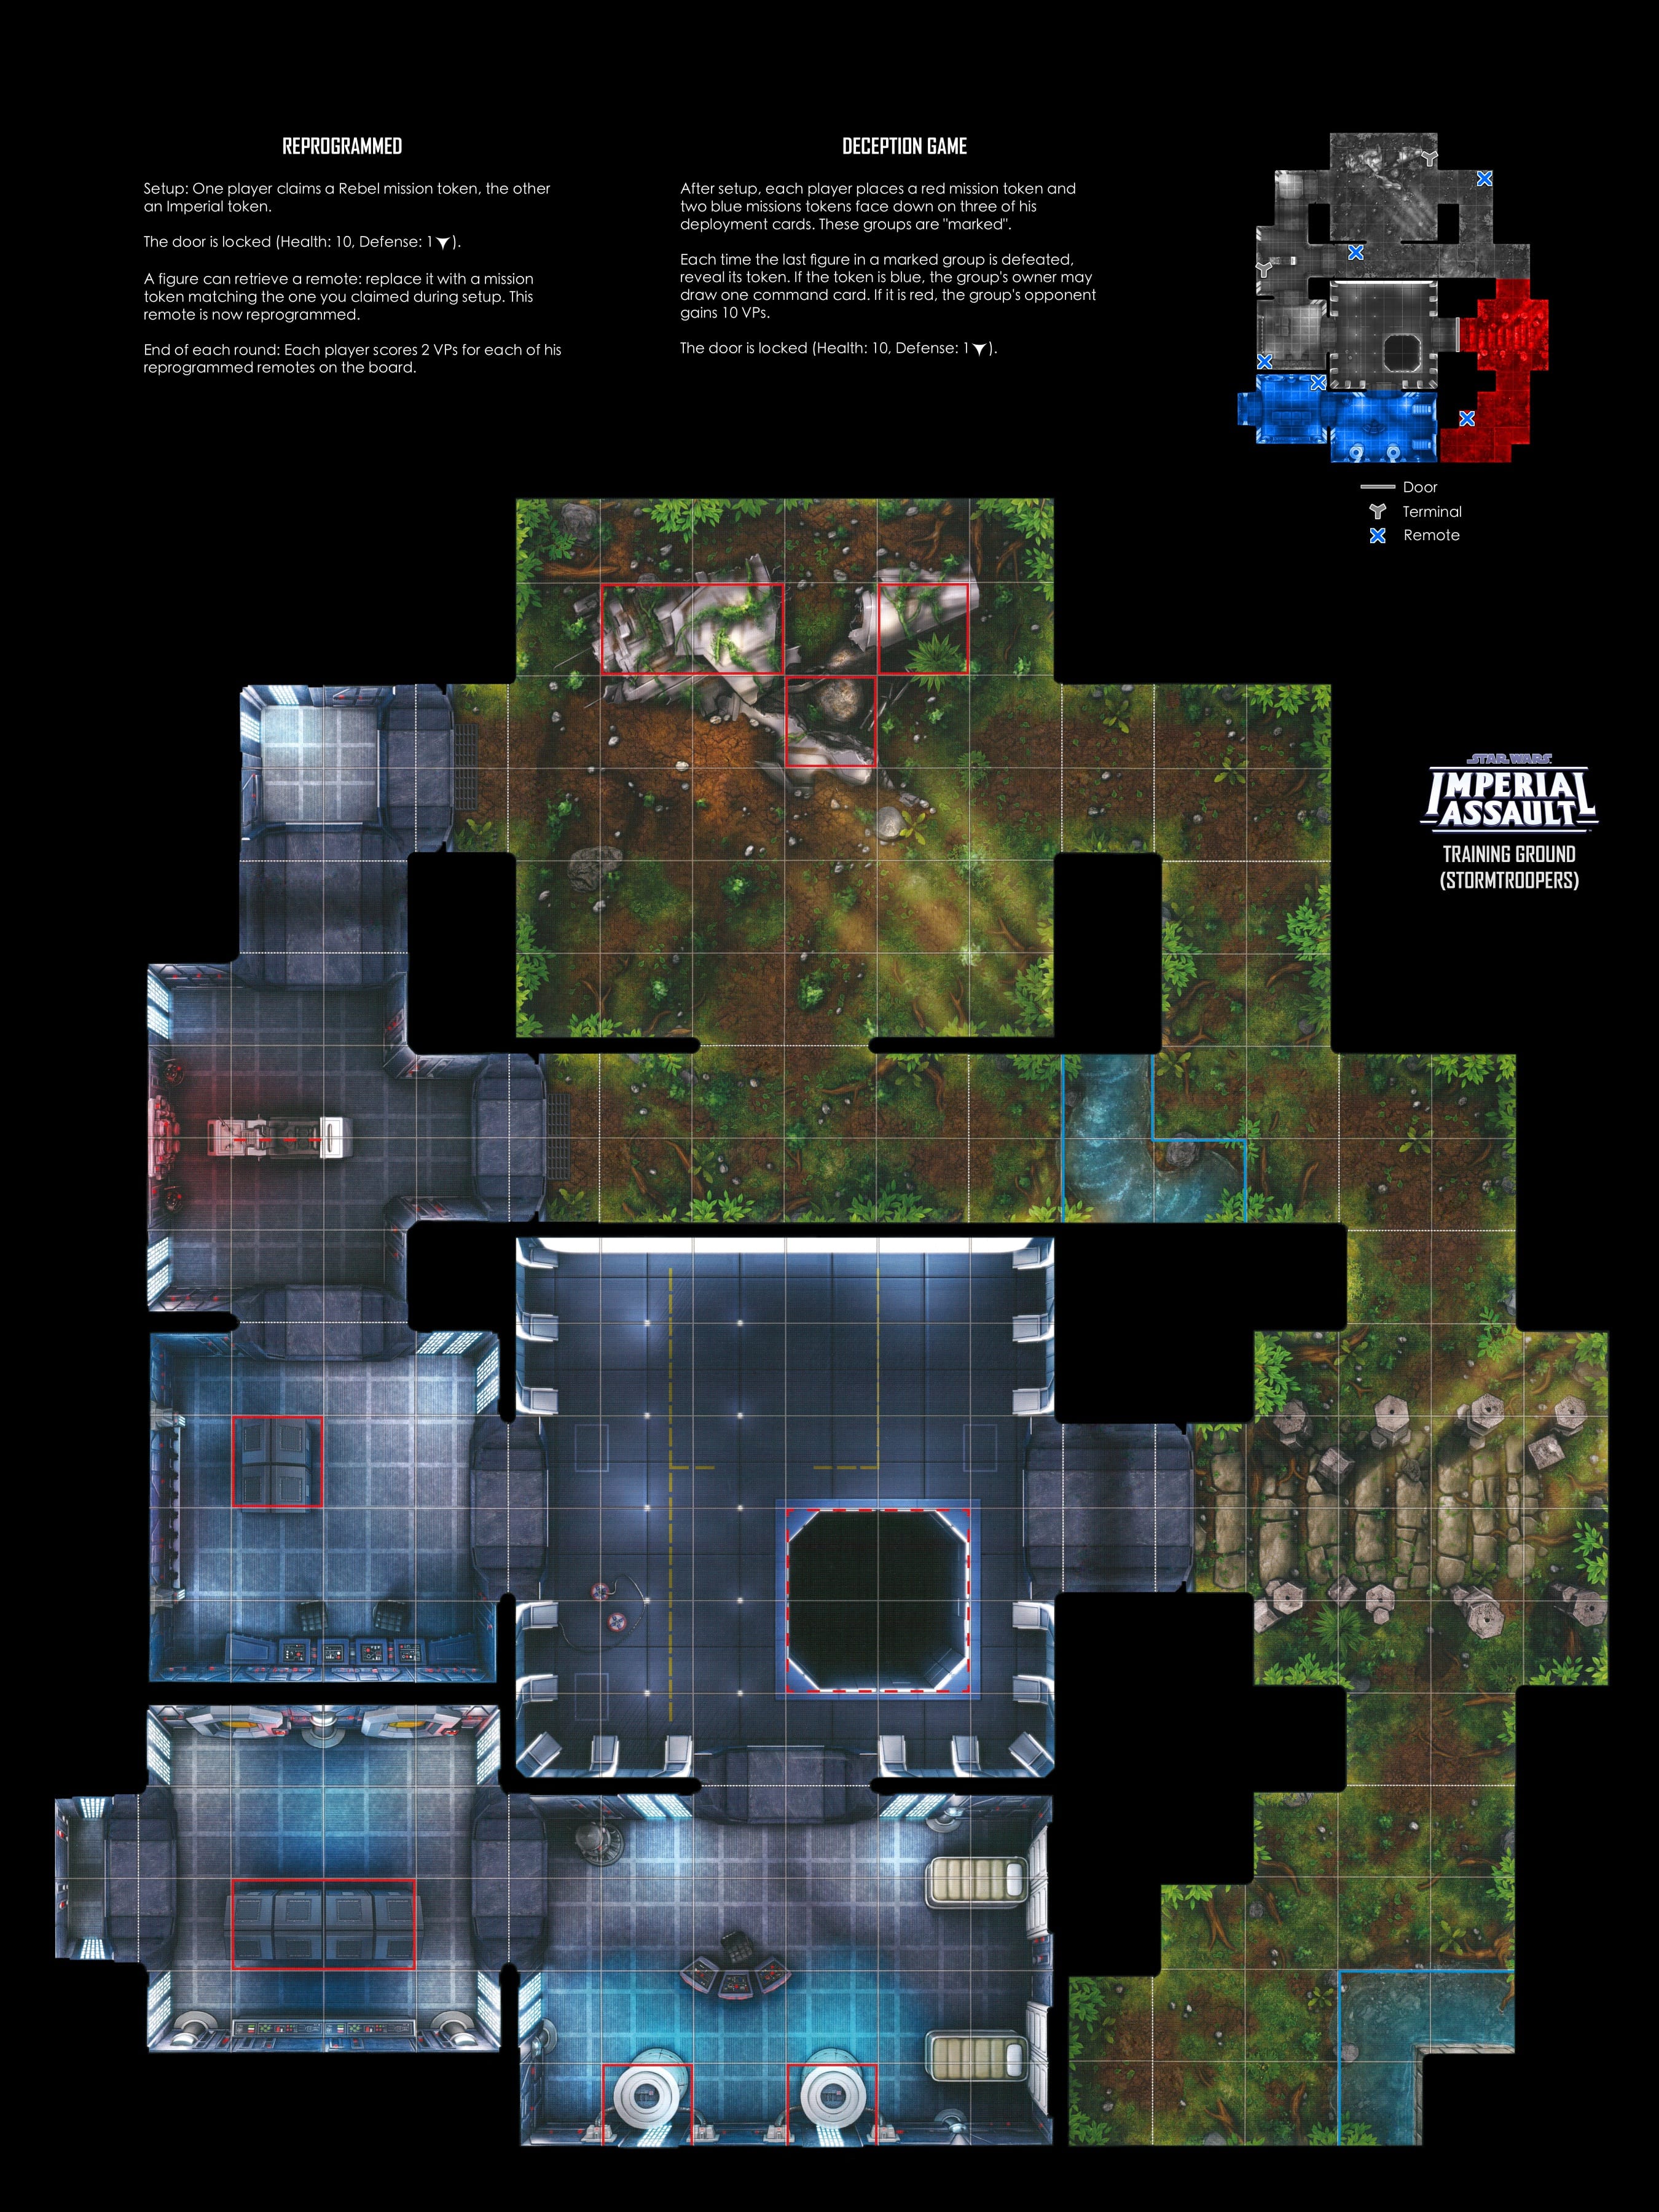 REPROGRAMMED
Setup: One player claims a Rebel mission token, the other
an Imperial token.
The door is locked (Health: 10, Defense: 1 ).
A figure can retrieve a remote: replace it with a mission
token matching the one you claimed during setup. This
remote is now reprogrammed.
End of each round: Each player scores 2 VPs for each of his
reprogrammed remotes on the board.
DECEPTION GAME
After setup, each player places a red mission token and
two blue missions tokens face down on three of his
deployment cards. These groups are "marked".
Each time the last figure in a marked group is defeated,
reveal its token. If the token is blue, the group's owner may
draw one command card. If it is red, the group's opponent
gains 10 VPs.
The door is locked (Health: 10, Defense: 1 ).
Door
Terminal
Remote
STAR WARS
IMPERIAL
ASSAULT
TRAINING GROUND
(STORMTROOPERS)